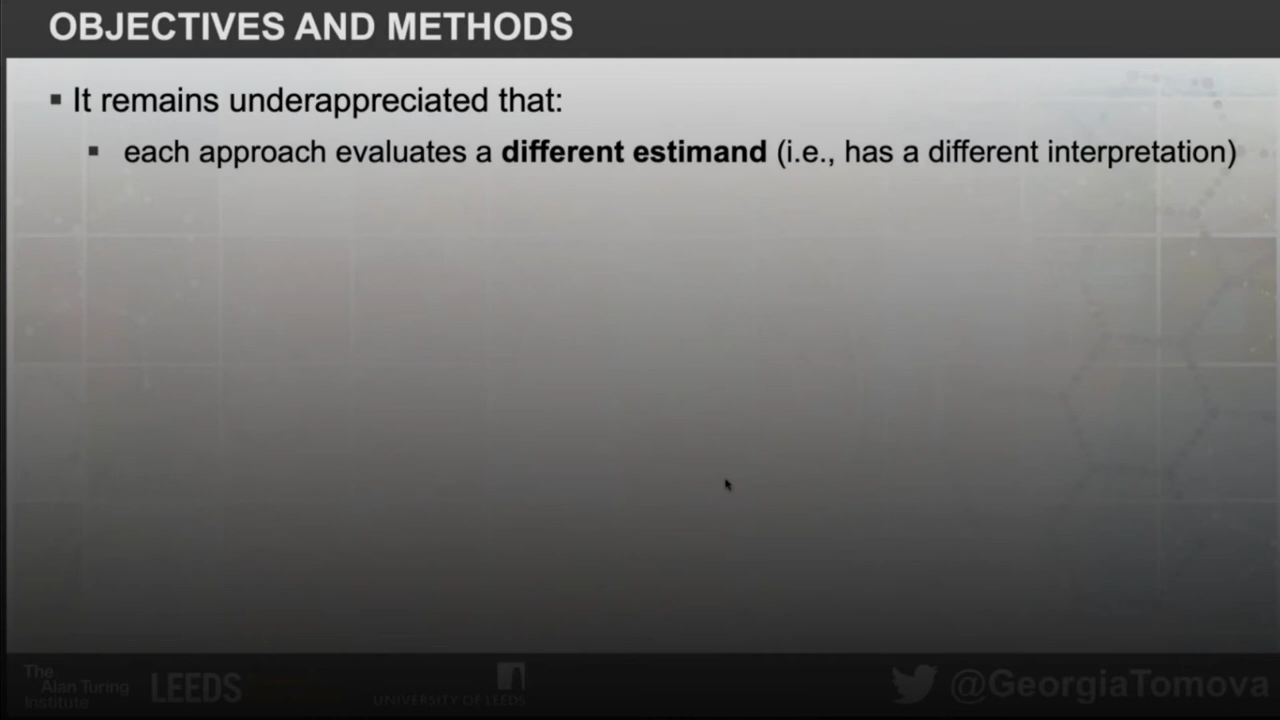 OBJECTIVES AND METHODS
▪ It remains underappreciated that:
▪ each approach evaluates a different estimand (i.e., has a different interpretation)
The
Alan Turing
Institute
LEEDS
UNIVERSITY OF LEEDS
@GeorgiaTomova